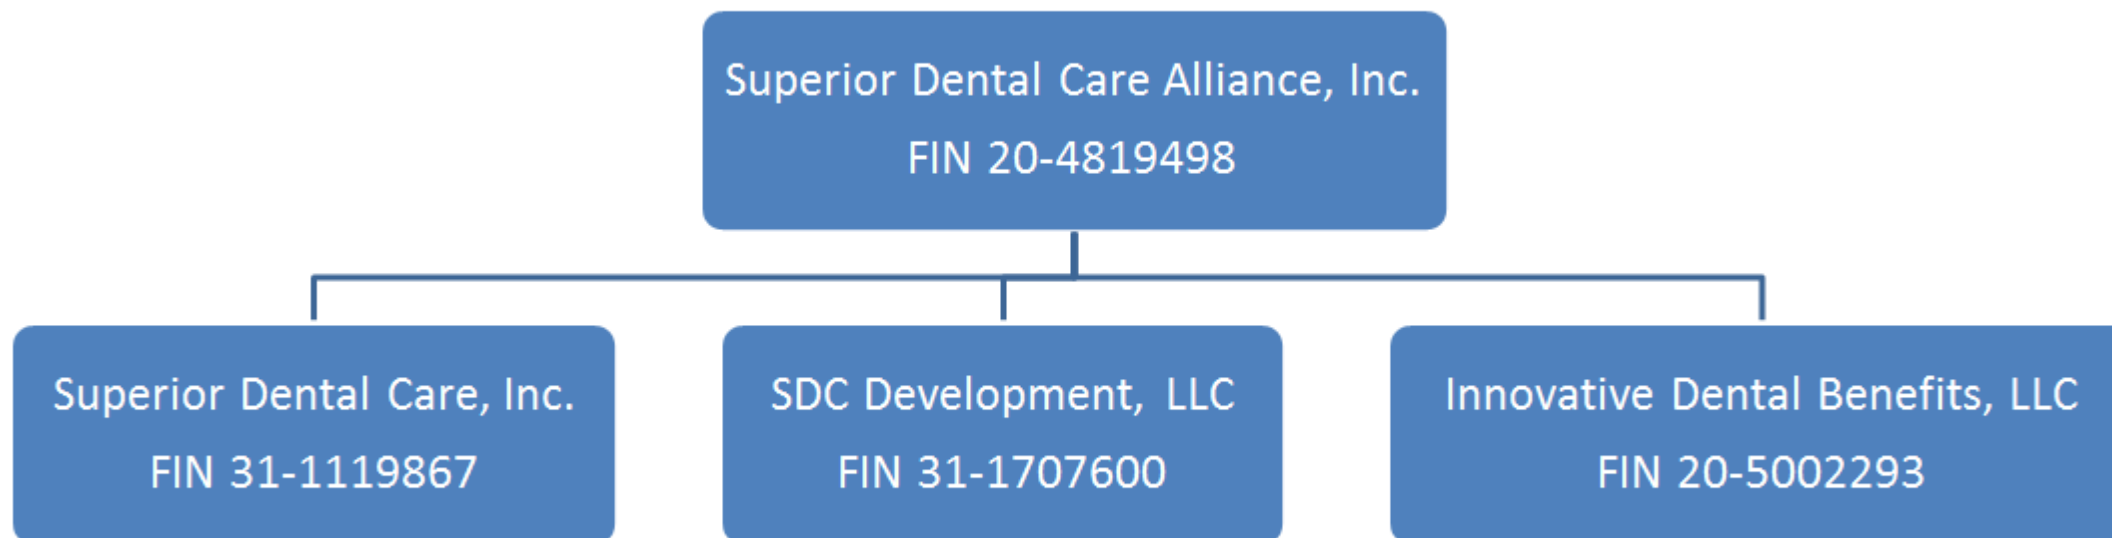 Superior Dental Care Alliance, Inc.
FIN 20-4819498
Superior Dental Care, Inc.
FIN 31-1119867
SDC Development, LLC
FIN 31-1707600
Innovative Dental Benefits, LLC
FIN 20-5002293